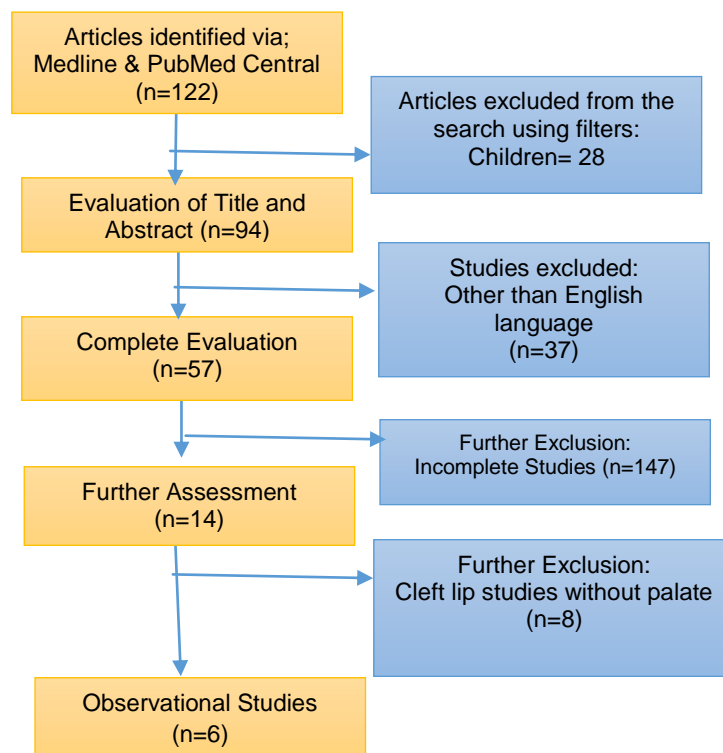 Articles identified via;
Medline & PubMed Central
(n=122)
Articles excluded from the
search using filters:
Children= 28
Evaluation of Title and
Abstract (n=94)
Studies excluded:
Other than English
language
(n=37)
Complete Evaluation
(n=57)
Further Exclusion:
Incomplete Studies (n=147)
Further Assessment
(n=14)
Further Exclusion:
Cleft lip studies without palate
(n=8)
Observational Studies
(n=6)